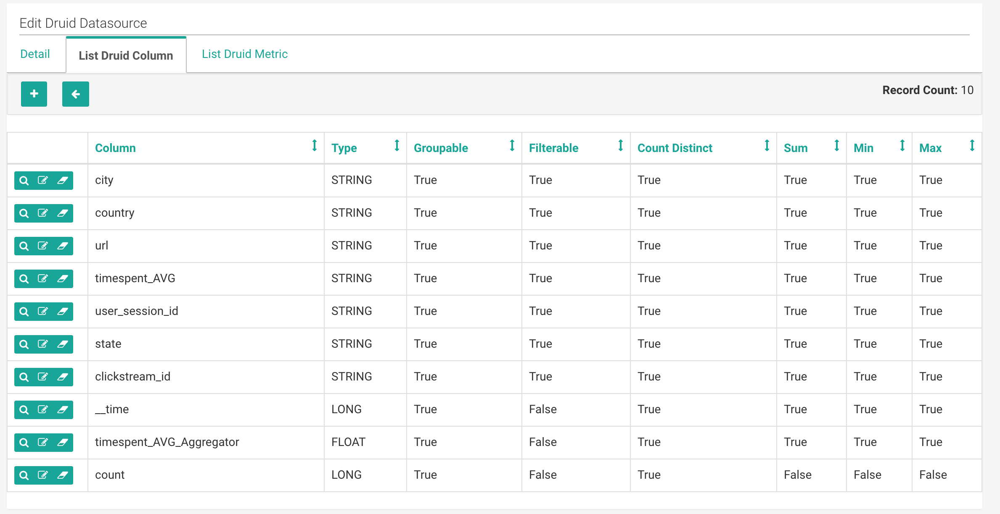 Edit Druid Datasource
Detail List Druid Column List Druid Metric
Record Count: 10
Column Type Groupable Filterable Count Distinct Sum Min Max
city STRING True True True True True True
country STRING True True True True True True
url STRING True True True True True True
timespent_AVG STRING True True True True True True
user_session_id STRING True True True True True True
state STRING True True True True True True
clickstream_id STRING True True True True True True
__time LONG True False True True True True
timespent_AVG_Aggregator FLOAT True False True True True True
count LONG True False True False False False